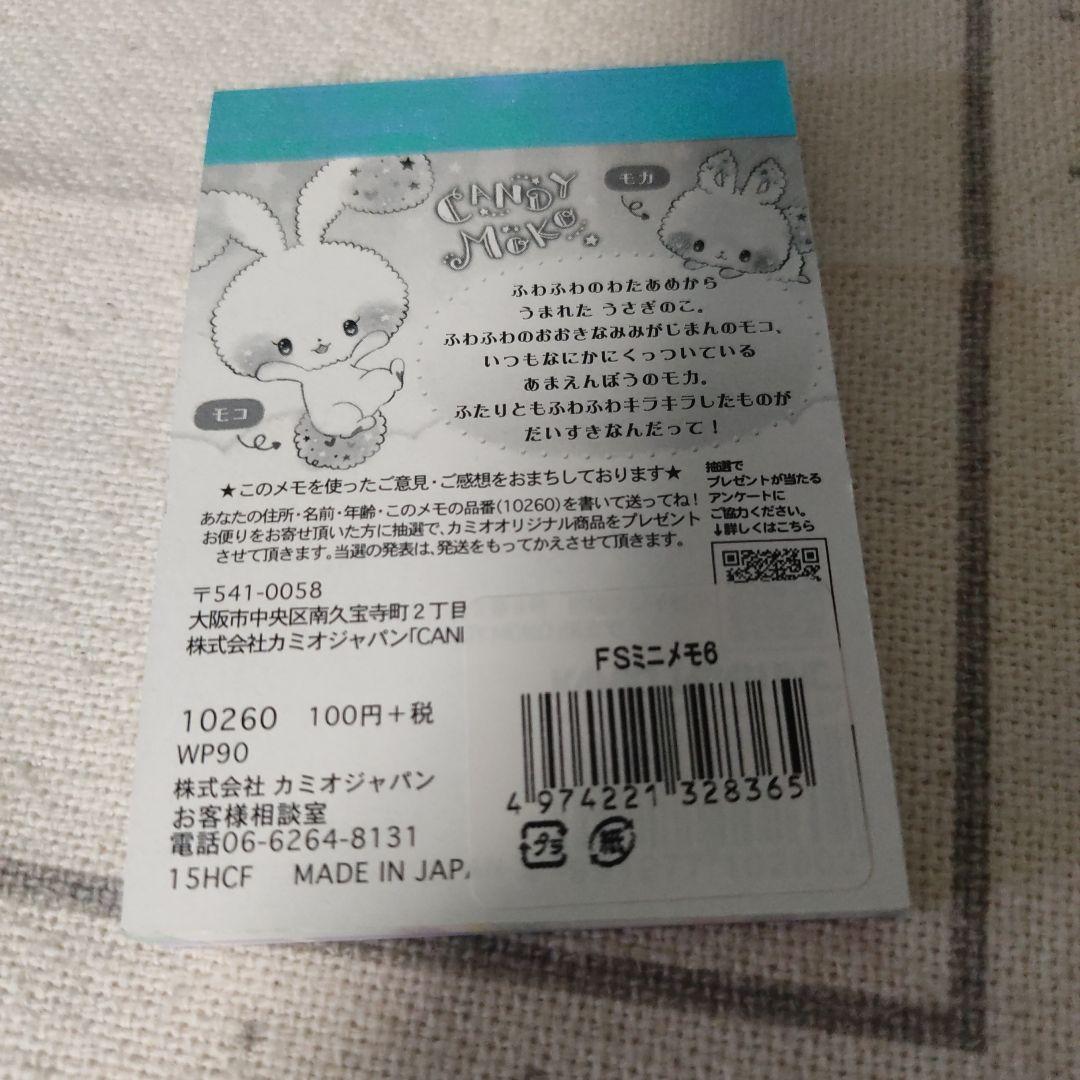 CANDY
MOKO
モカ
ふわふわのわたあめから
うまれた うさぎのこ。
ふわふわのおおきなみみがじまんのモコ、
いつもなにかにくっついている
あまえんぼうのモカ。
ふたりともふわふわキラキラしたものが
だいすきなんだって！
モコ
★このメモを使ったご意見・ご感想をおまちしております★
あなたの住所・名前・年齢・このメモの品番(10260)を書いて送ってね！
お便りをお寄せ頂いた方に抽選で、カミオオリジナル商品をプレゼント
させて頂きます。当選の発表は、発送をもってかえさせて頂きます。
抽選で
プレゼントが当たる
アンケートに
ご協力ください。
↓詳しくはこちら
〒541-0058
大阪市中央区南久宝寺町２丁目
株式会社カミオジャパン「CAN
10260 100円＋税
WP90
株式会社 カミオジャパン
お客様相談室
電話06-6264-8131
15HCF MADE IN JAP
FSミニメモ6
4 974221 328365
プラ
紙